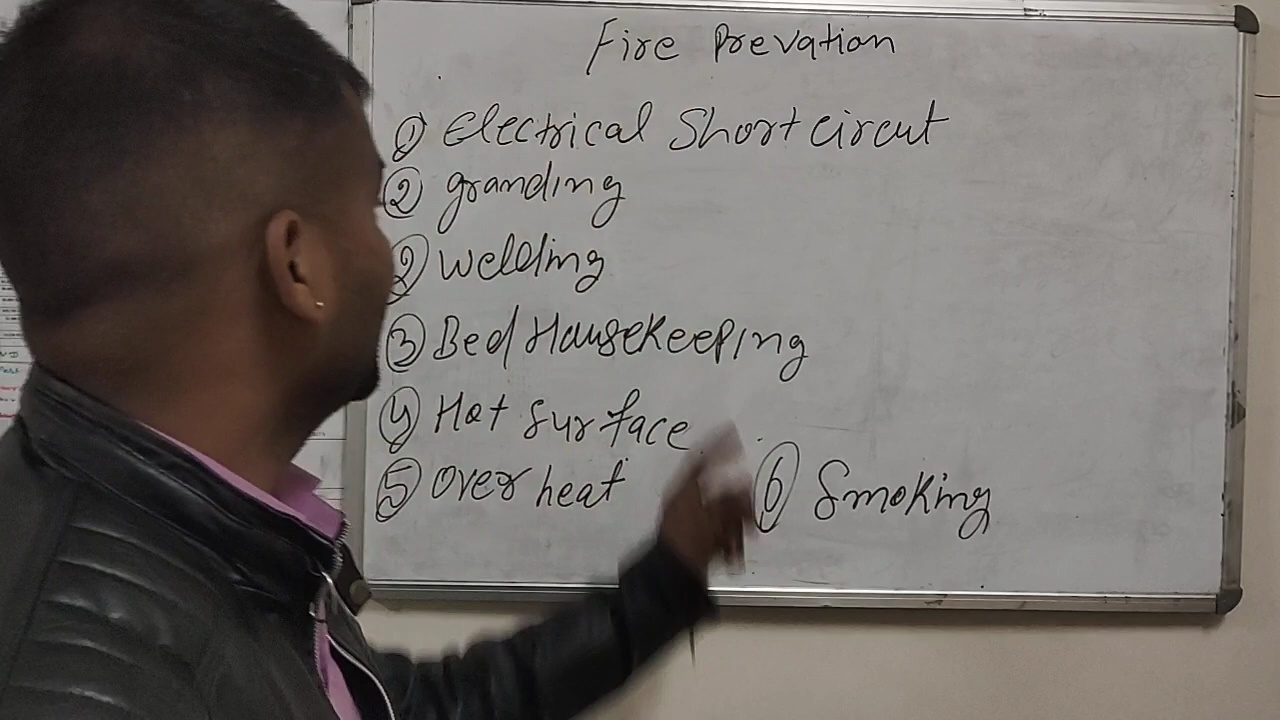 Fire Prevation
① Electrical Short circut
② granding
② welding
③ Bed Housekeeping
④ Hot Surface
⑤ over heat
⑥ Smoking